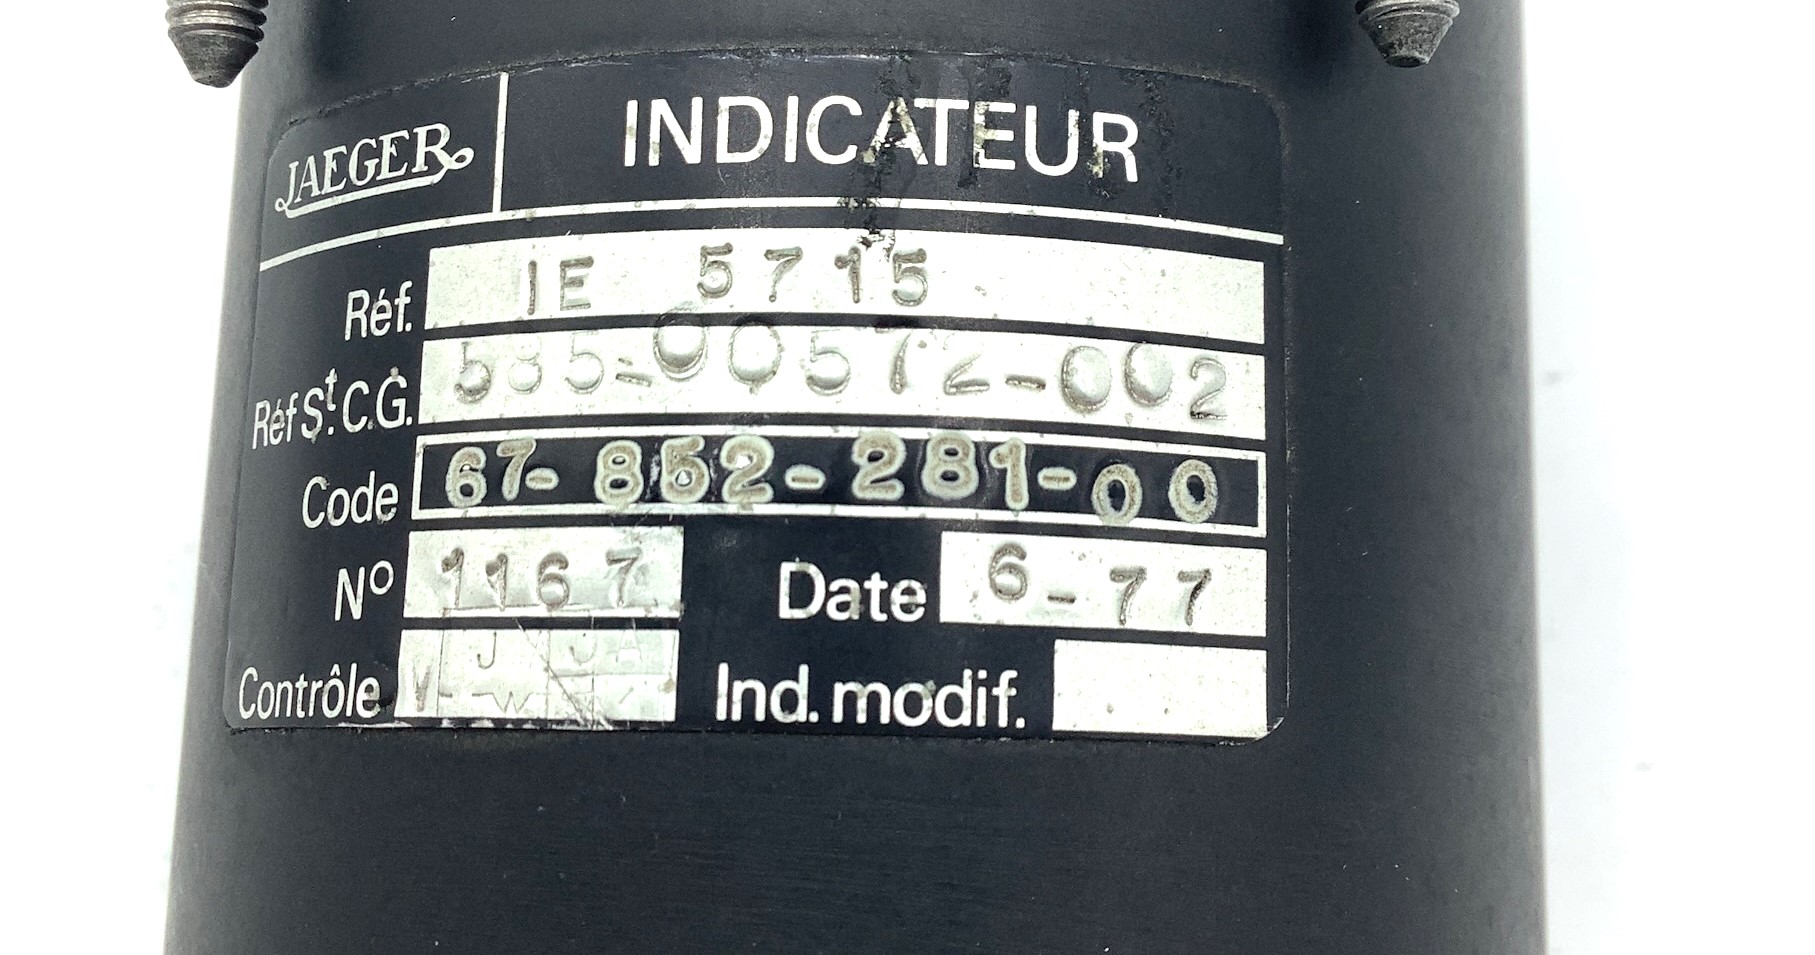 JAEGER INDICATEUR
Réf. IE 5715
Réf St. C.G. 585-00572-002
Code 67-852-281-00
No 1167 Date 6-77
Contrôle Ind. modif.